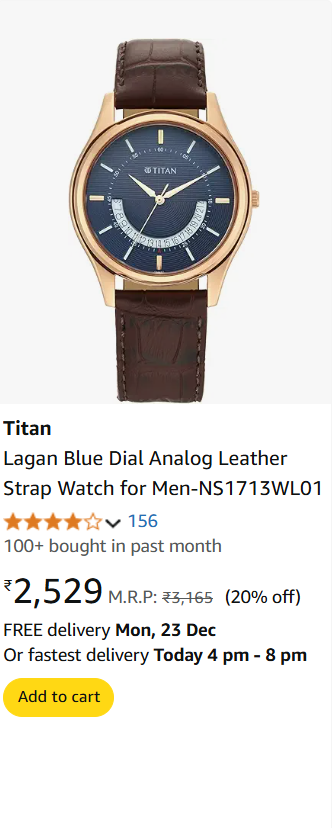 TITAN
Titan
Lagan Blue Dial Analog Leather
Strap Watch for Men-NS1713WL01
156
100+ bought in past month
₹2,529 M.R.P: ₹3,165 (20% off)
FREE delivery Mon, 23 Dec
Or fastest delivery Today 4 pm - 8 pm
Add to cart